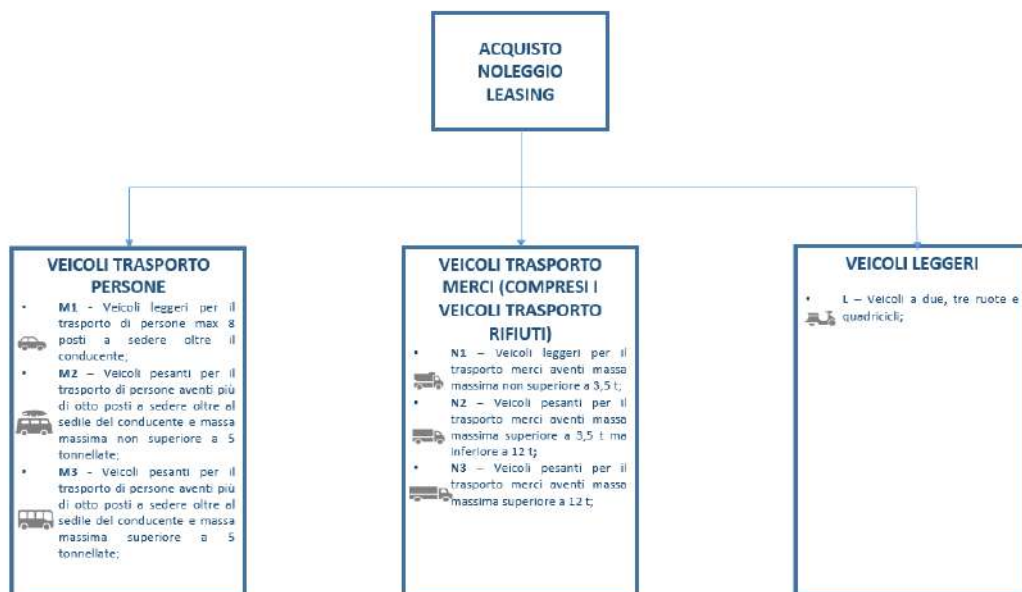 ACQUISTO
NOLEGGIO
LEASING
VEICOLI TRASPORTO
PERSONE
• M1 - Veicoli leggeri per il
trasporto di persone max 8
posti a sedere oltre il
conducente;
• M2 – Veicoli pesanti per il
trasporto di persone aventi più
di otto posti a sedere oltre al
sedile del conducente e massa
massima non superiore a 5
tonnellate;
• M3 - Veicoli pesanti per il
trasporto di persone aventi più
di otto posti a sedere oltre al
sedile del conducente e massa
massima superiore a 5
tonnellate;
VEICOLI TRASPORTO
MERCI (COMPRESI I
VEICOLI TRASPORTO
RIFIUTI)
• N1 – Veicoli leggeri per il
trasporto merci aventi massa
massima non superiore a 3,5 t;
• N2 – Veicoli pesanti per il
trasporto merci aventi massa
massima superiore a 3,5 t ma
inferiore a 12 t;
• N3 – Veicoli pesanti per il
trasporto merci aventi massa
massima superiore a 12 t;
VEICOLI LEGGERI
• L – Veicoli a due, tre ruote e
quadricicli;